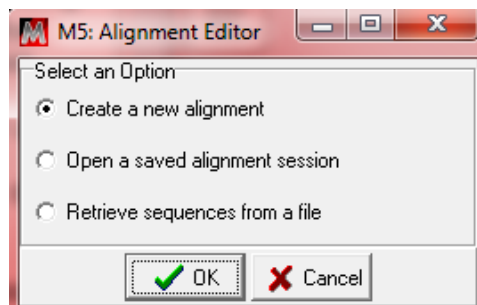 M5: Alignment Editor
Select an Option
Create a new alignment
Open a saved alignment session
Retrieve sequences from a file
OK Cancel